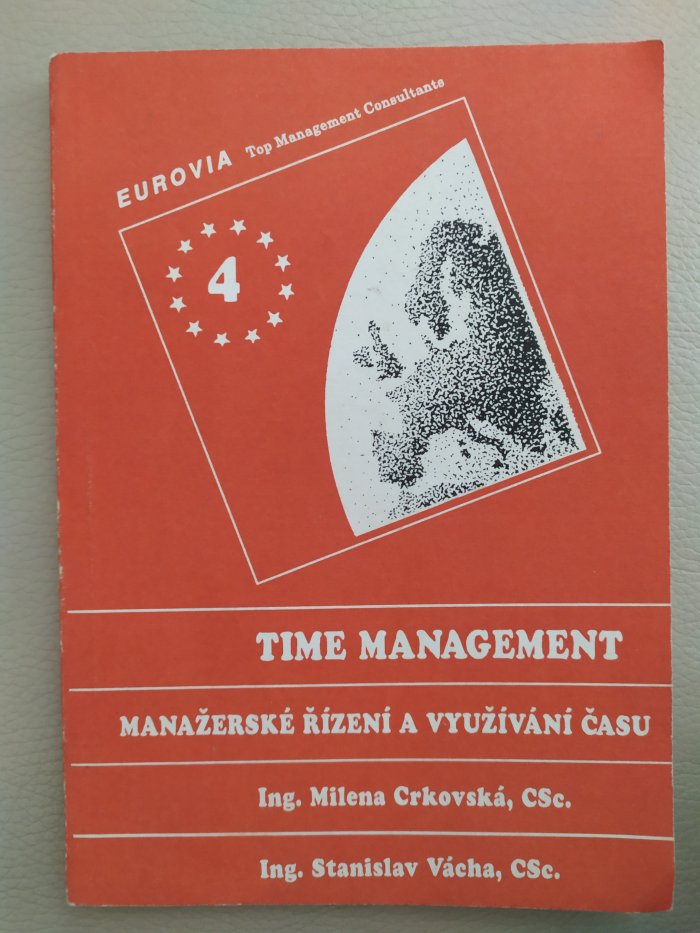 EUROVIA Top Management Consultants
4
TIME MANAGEMENT
MANAŽERSKÉ ŘÍZENÍ A VYUŽÍVÁNÍ ČASU
Ing. Milena Crkovská, CSc.
Ing. Stanislav Vácha, CSc.